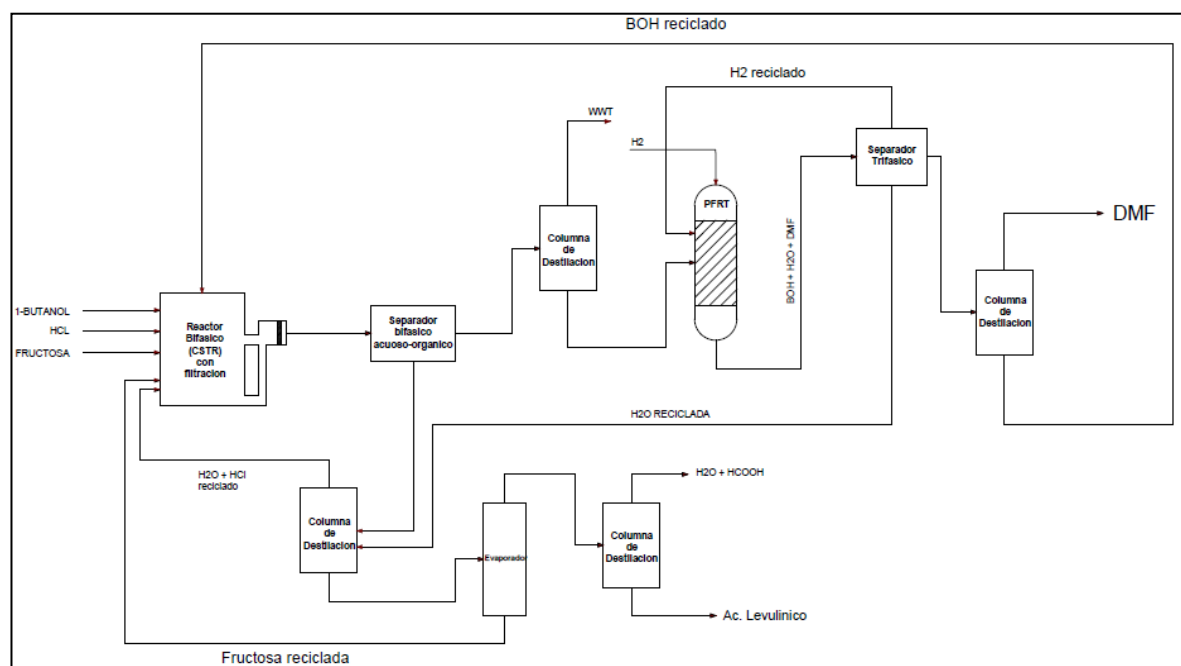 BOH reciclado
H2 reciclado
WWT
H2
Separador
Trifasico
PFRT
DMF
Columna
de
Destilacion
BOH + H2O + DMF
Columna
de
Destilacion
1-BUTANOL
HCL
FRUCTOSA
Reactor
Bifasico
(CSTR)
con
filtracion
Separador
bifasico
acuoso-organico
H2O RECICLADA
H2O + HCl
reciclado
H2O + HCOOH
Columna
de
Destilacion
Evaporador
Columna
de
Destilacion
Ac. Levulinico
Fructosa reciclada